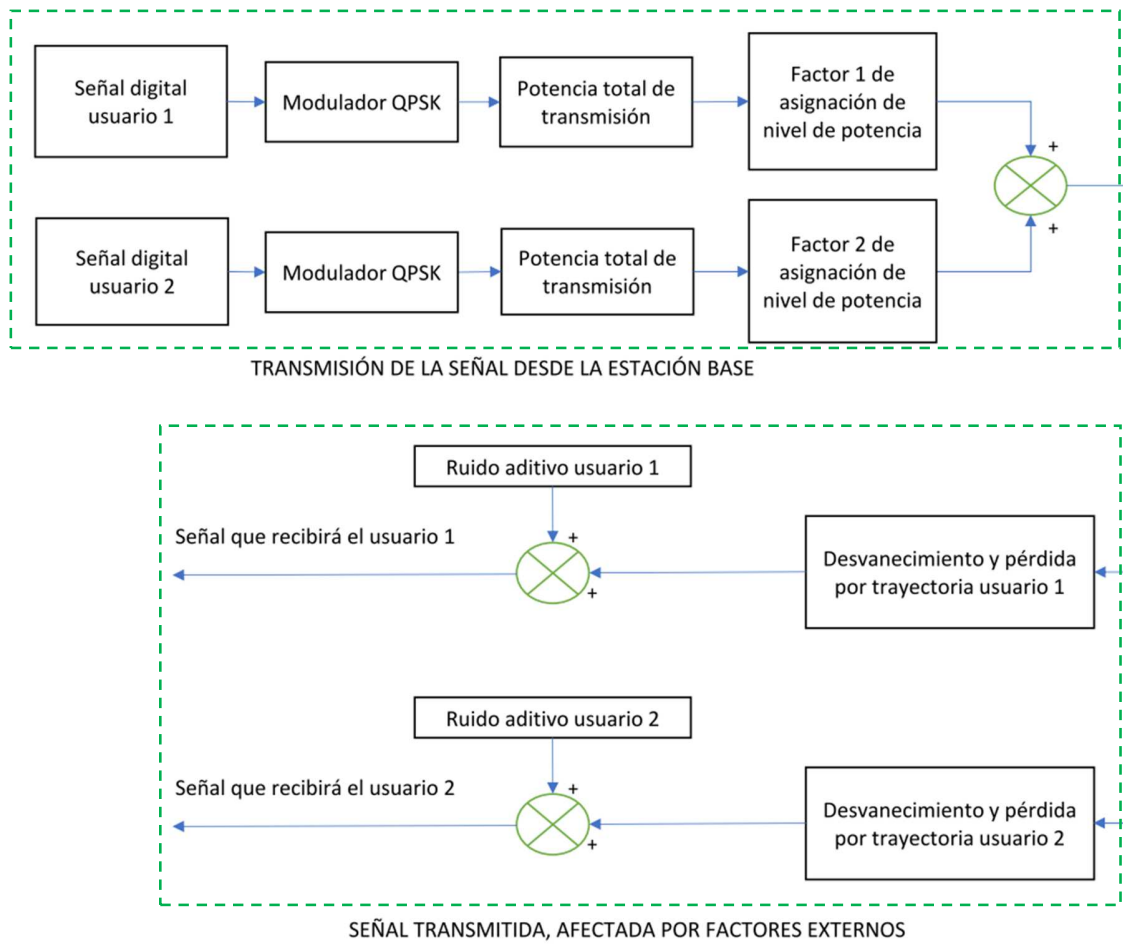 Señal digital
usuario 1
Modulador QPSK
Potencia total de
transmisión
Factor 1 de
asignación de
nivel de potencia
+
+
Señal digital
usuario 2
Modulador QPSK
Potencia total de
transmisión
Factor 2 de
asignación de
nivel de potencia
TRANSMISIÓN DE LA SEÑAL DESDE LA ESTACIÓN BASE
Ruido aditivo usuario 1
Señal que recibirá el usuario 1
+
+
Desvanecimiento y pérdida
por trayectoria usuario 1
Ruido aditivo usuario 2
Señal que recibirá el usuario 2
+
+
Desvanecimiento y pérdida
por trayectoria usuario 2
SEÑAL TRANSMITIDA, AFECTADA POR FACTORES EXTERNOS